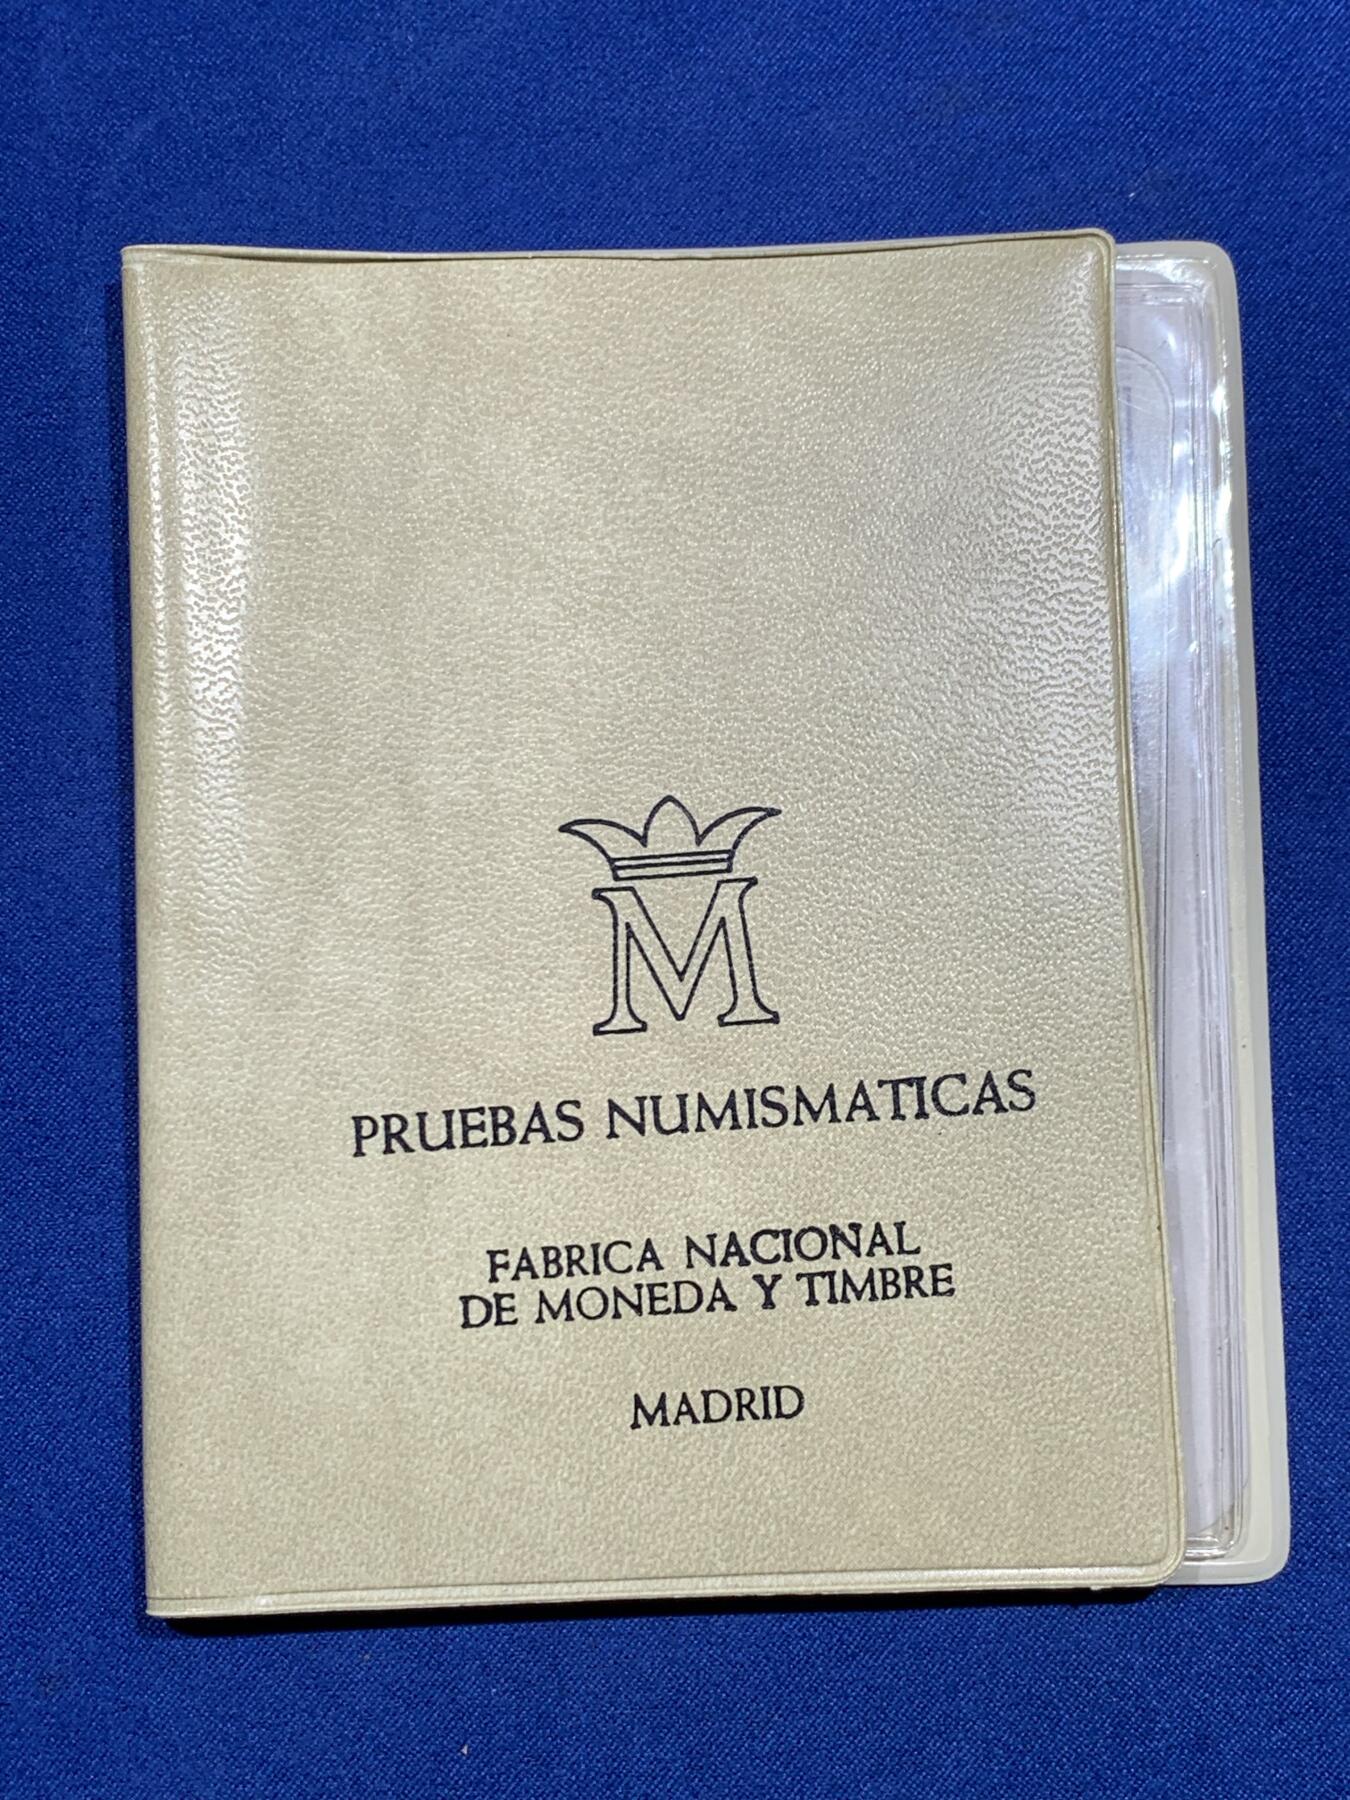 M
PRUEBAS NUMISMATICAS
FABRICA NACIONAL
DE MONEDA Y TIMBRE
MADRID